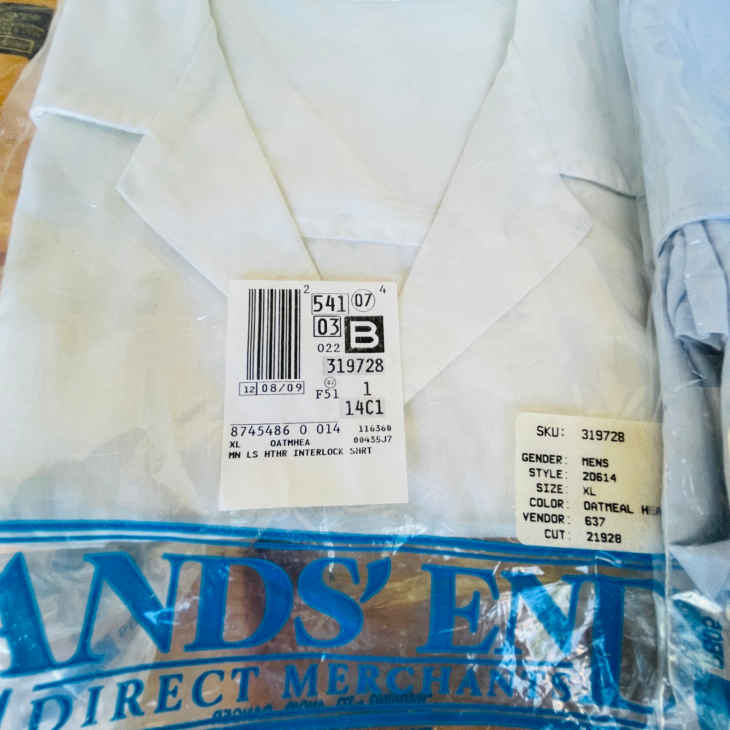 2 541 07 4
03 B
022
319728
12 08/09
02
F51 1
14C1
8745486 0 014 116360
XL OATMHEA 00435J7
MN LS HTHR INTERLOCK SHRT
SKU: 319728
GENDER: MENS
STYLE: 20614
SIZE: XL
COLOR: OATMEAL HEA
VENDOR: 637
CUT: 21928
ANDS' END
DIRECT MERCHANTS